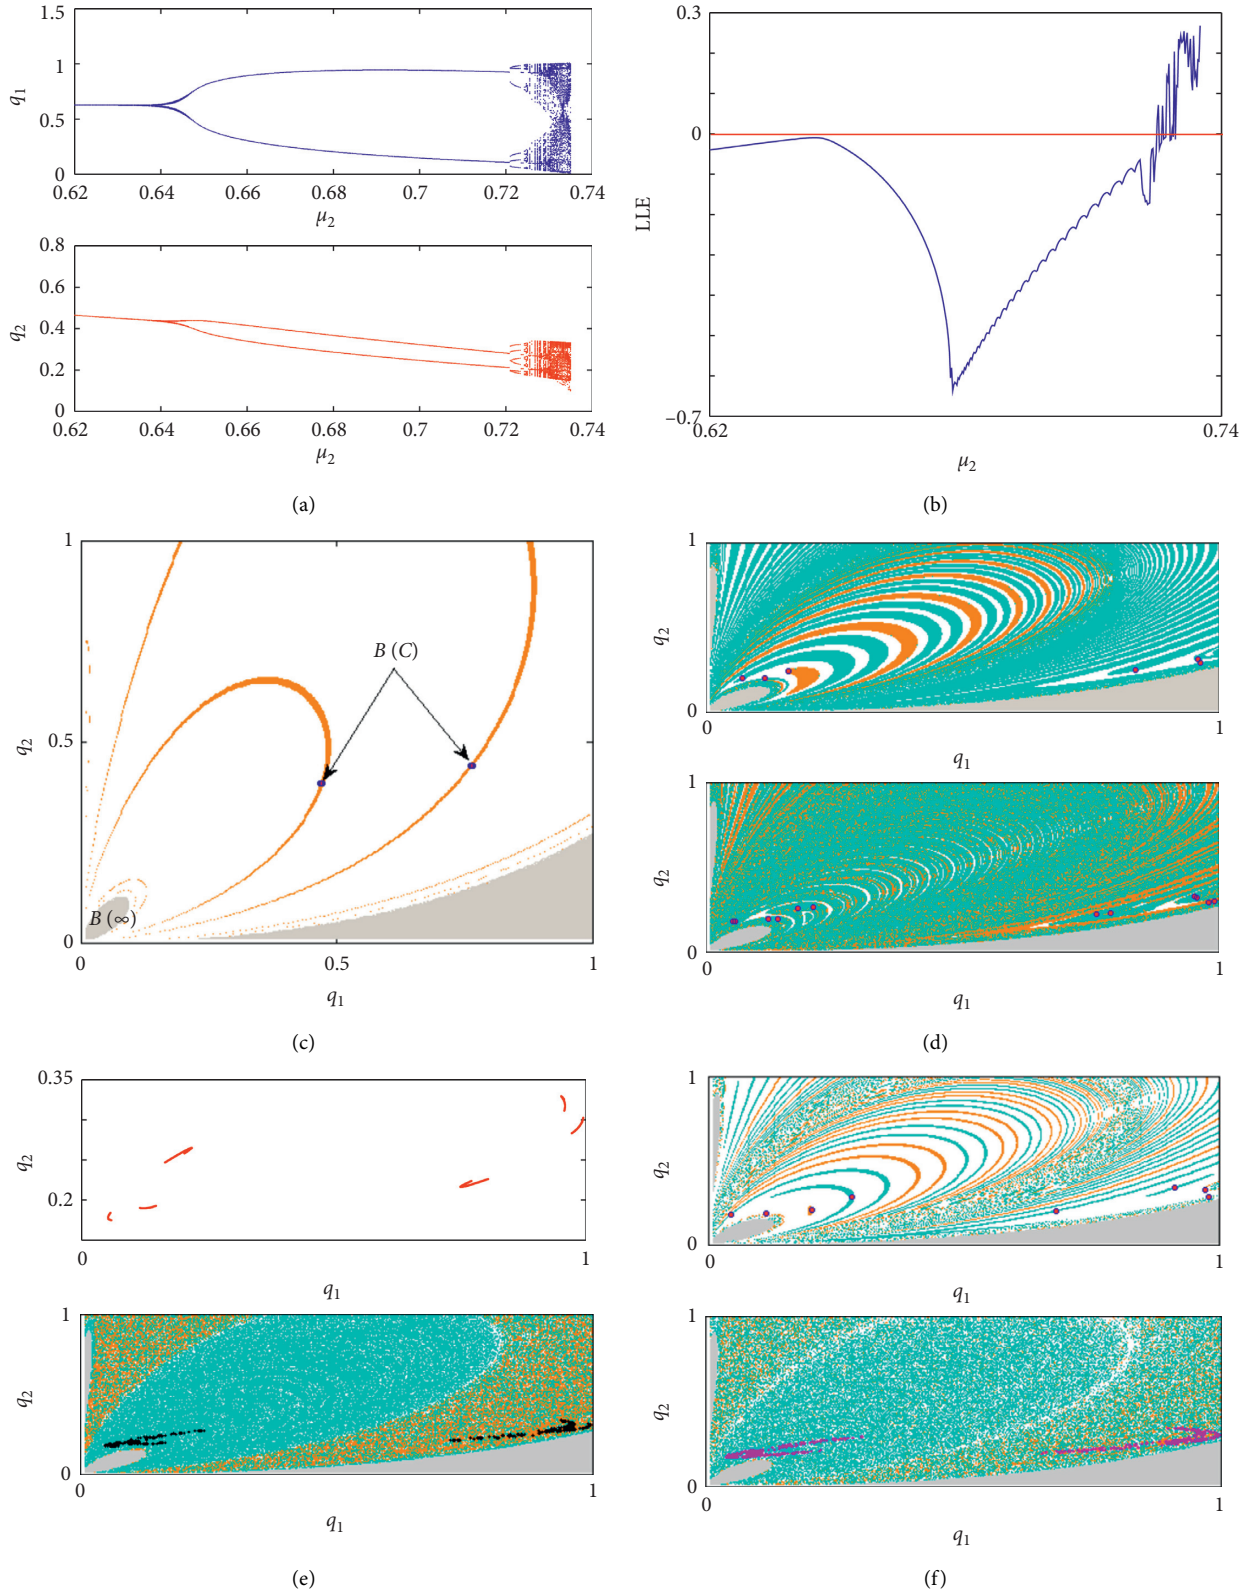 1.5
1
0.5
0
q1
0.62 0.64 0.66 0.68 0.7 0.72 0.74
μ2
0.8
0.6
0.4
0.2
0
q2
0.62 0.64 0.66 0.68 0.7 0.72 0.74
μ2
(a)
0.3
0
−0.7
LLE
0.62 0.74
μ2
(b)
1
0.5
0
q2
B (C)
B (∞)
0 0.5 1
q1
(c)
1
0
q2
0 1
q1
1
0
q2
0 1
q1
(d)
0.35
0.2
q2
0 1
q1
1
0
q2
0 1
q1
(e)
1
0
q2
0 1
q1
1
0
q2
0 1
q1
(f)